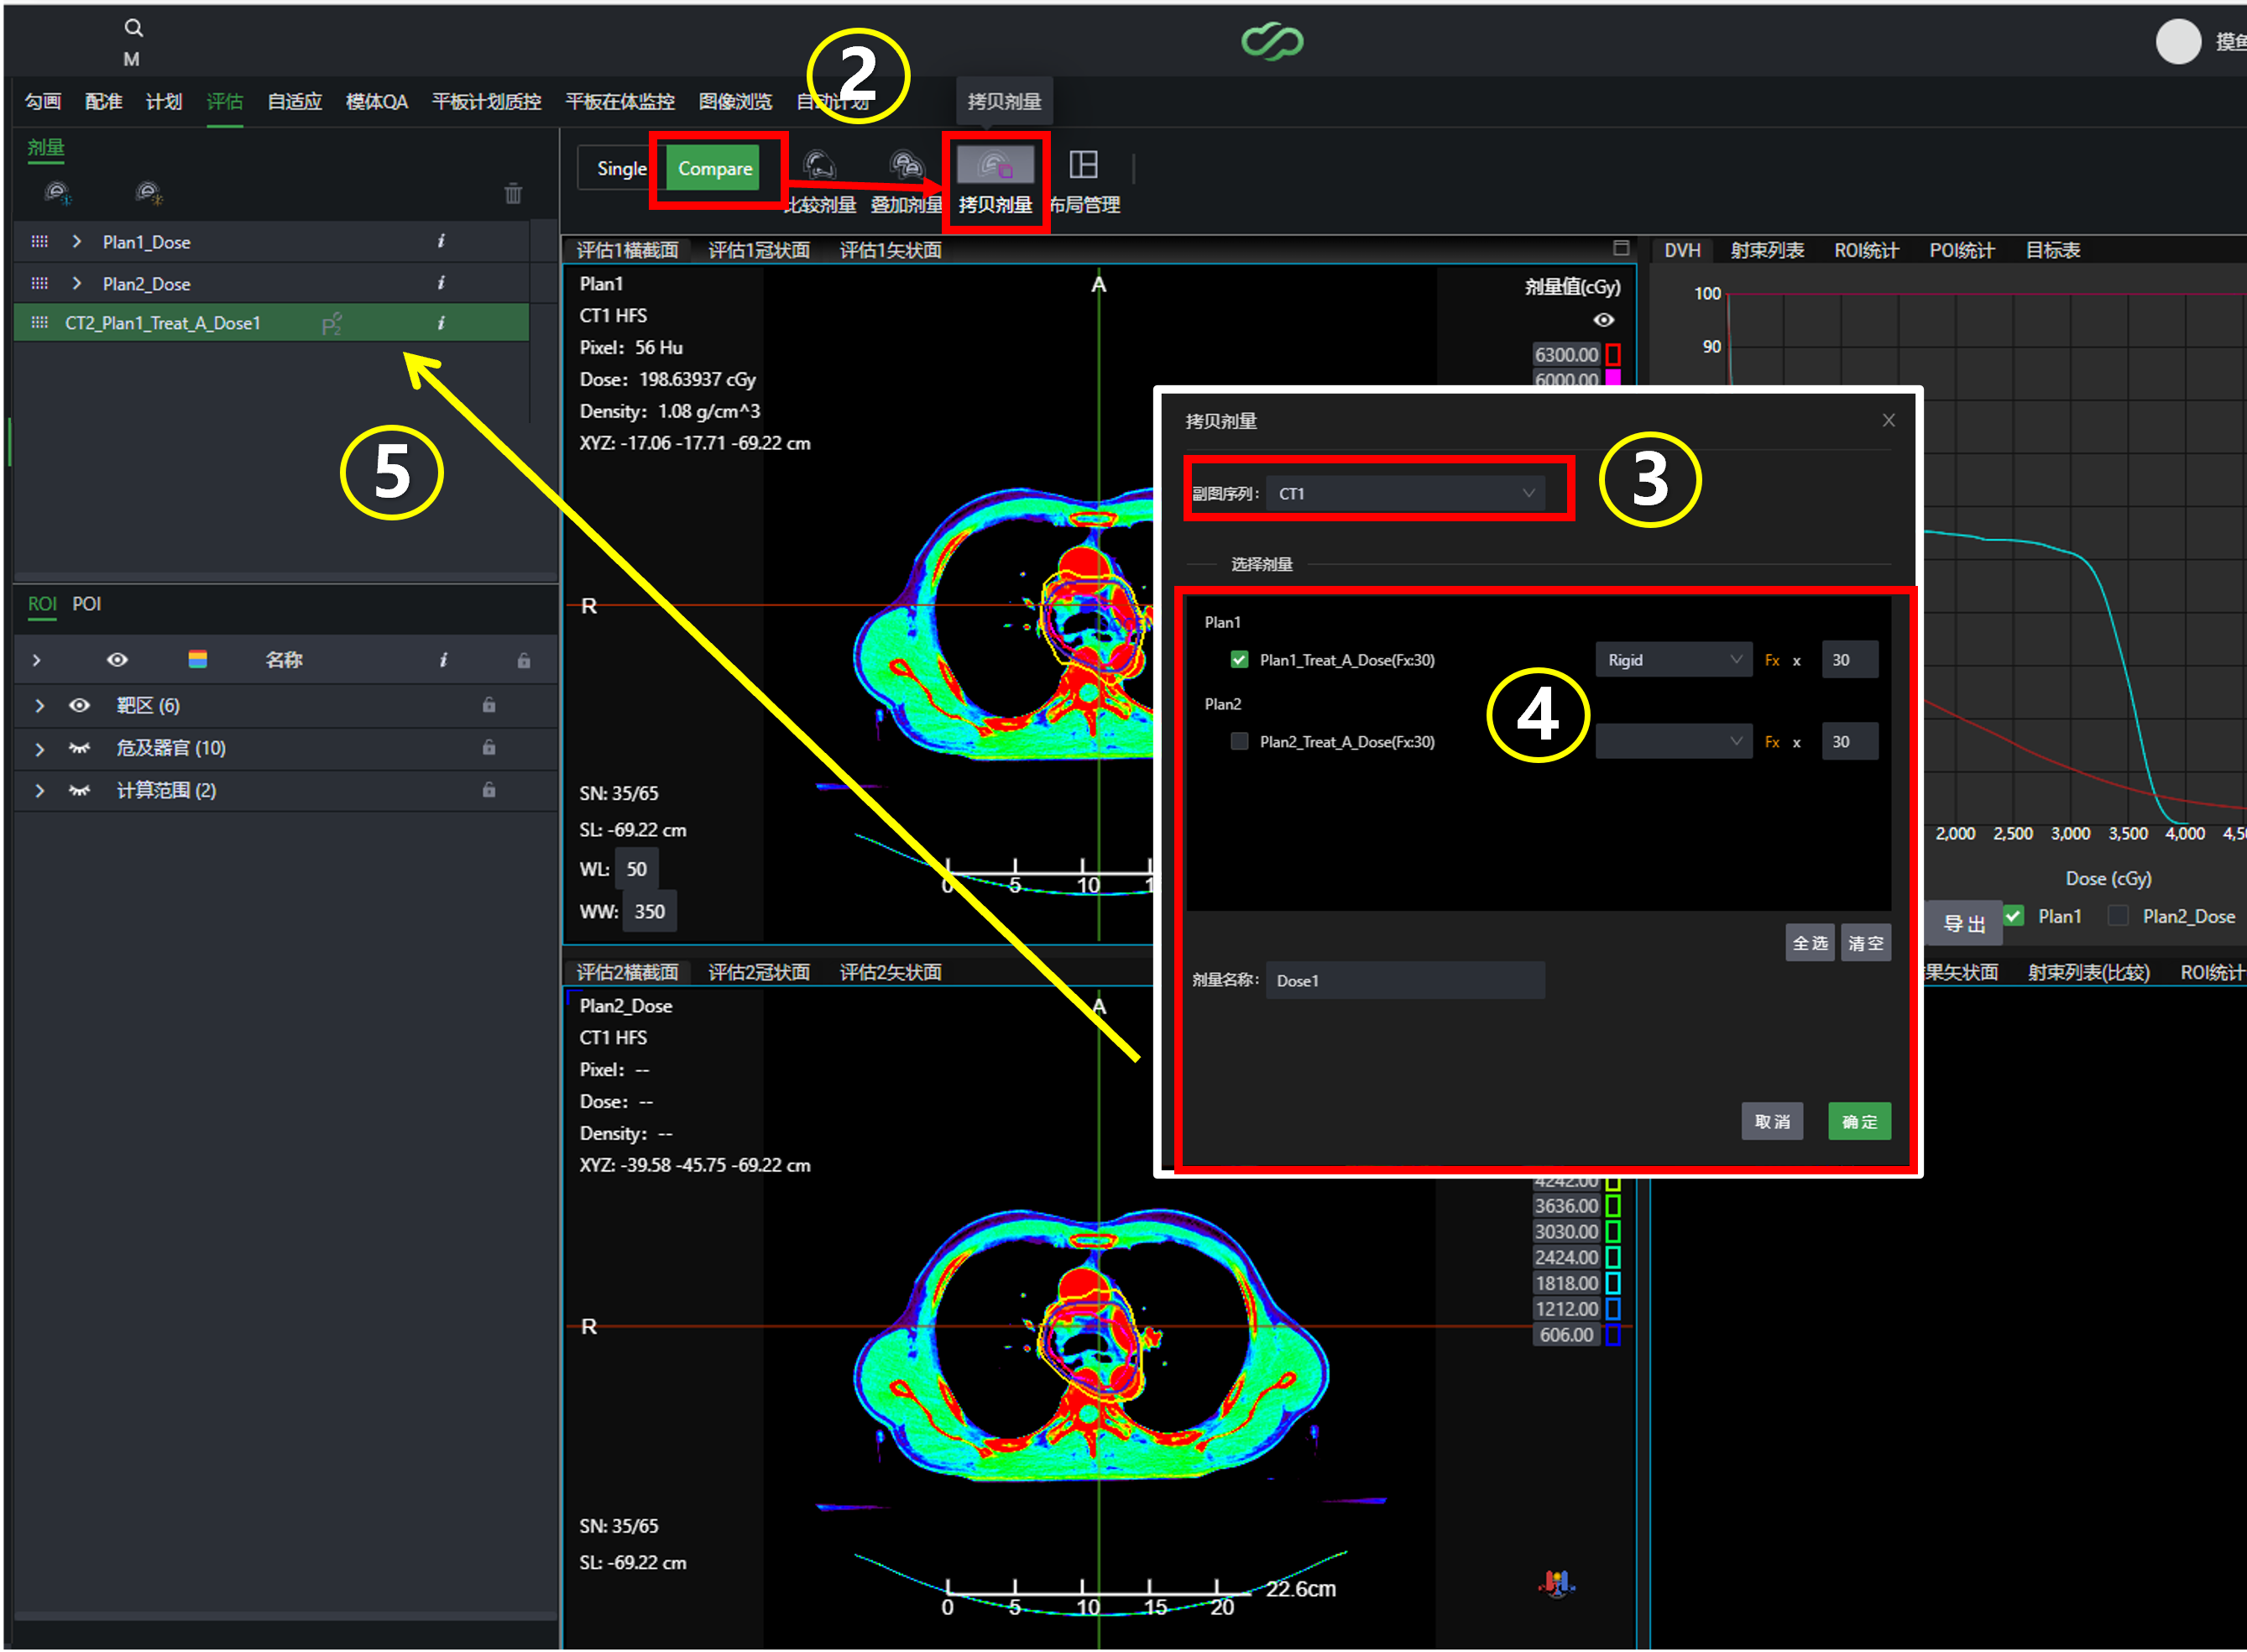 M
②
摸鱼
勾画 配准 计划 评估 自适应 模体QA 平板计划质控 平板在体监控 图像浏览 自动计划
拷贝剂量
剂量
Single Compare
比较剂量 叠加剂量 拷贝剂量 布局管理
Plan1_Dose i
Plan2_Dose i
CT2_Plan1_Treat_A_Dose1 i
⑤
ROI POI
名称 i
靶区 (6)
危及器官 (10)
计算范围 (2)
评估1横截面 评估1冠状面 评估1矢状面
Plan1
CT1 HFS
Pixel: 56 Hu
Dose: 198.63937 cGy
Density: 1.08 g/cm^3
XYZ: -17.06 -17.71 -69.22 cm
A
R
剂量值(cGy)
6300.00
6000.00
SN: 35/65
SL: -69.22 cm
WL: 50
WW: 350
0 5 10 1
拷贝剂量
副图序列: CT1
③
选择剂量
Plan1
Plan1_Treat_A_Dose(Fx:30) Rigid Fx x 30
Plan2
④
Plan2_Treat_A_Dose(Fx:30) Fx x 30
全选 清空
剂量名称: Dose1
取消 确定
DVH 射束列表 ROI统计 POI统计 目标表
100
90
2,000 2,500 3,000 3,500 4,000 4,50
Dose (cGy)
导出 Plan1 Plan2_Dose
评估2横截面 评估2冠状面 评估2矢状面
果矢状面 射束列表(比较) ROI统计
Plan2_Dose
CT1 HFS
Pixel: --
Dose: --
Density: --
XYZ: -39.58 -45.75 -69.22 cm
A
R
4242.00
3636.00
3030.00
2424.00
1818.00
1212.00
606.00
SN: 35/65
SL: -69.22 cm
0 5 10 15 20 22.6cm